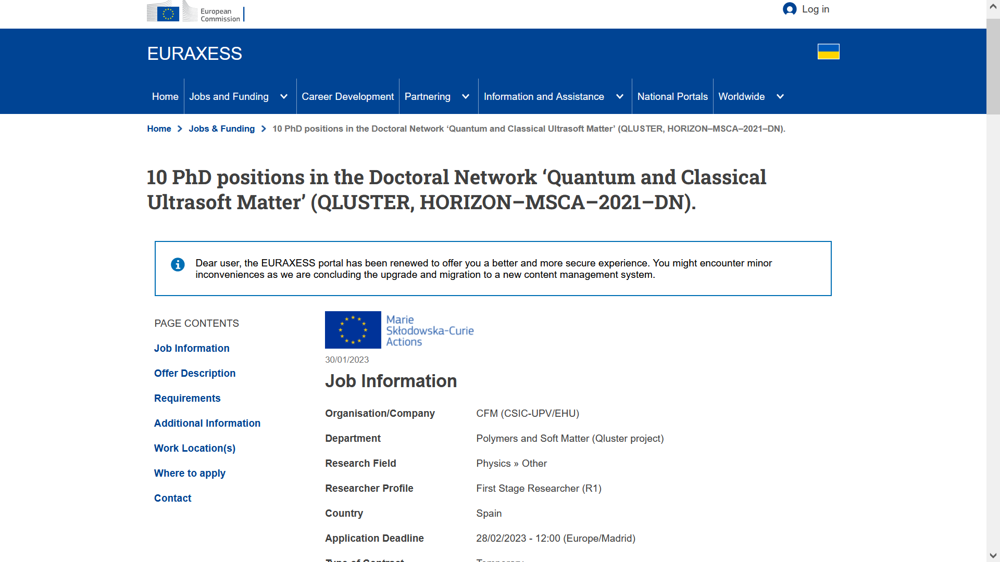 European
Commission
Log in
EURAXESS
Home
Jobs and Funding
Career Development
Partnering
Information and Assistance
National Portals
Worldwide
Home > Jobs & Funding > 10 PhD positions in the Doctoral Network ‘Quantum and Classical Ultrasoft Matter’ (QLUSTER, HORIZON–MSCA–2021–DN).
10 PhD positions in the Doctoral Network ‘Quantum and Classical
Ultrasoft Matter’ (QLUSTER, HORIZON–MSCA–2021–DN).
Dear user, the EURAXESS portal has been renewed to offer you a better and more secure experience. You might encounter minor
inconveniences as we are concluding the upgrade and migration to a new content management system.
PAGE CONTENTS
Job Information
Offer Description
Requirements
Additional Information
Work Location(s)
Where to apply
Contact
Marie
Skłodowska-Curie
Actions
30/01/2023
Job Information
Organisation/Company CFM (CSIC-UPV/EHU)
Department Polymers and Soft Matter (Qluster project)
Research Field Physics » Other
Researcher Profile First Stage Researcher (R1)
Country Spain
Application Deadline 28/02/2023 - 12:00 (Europe/Madrid)
Type of Contract Temporary